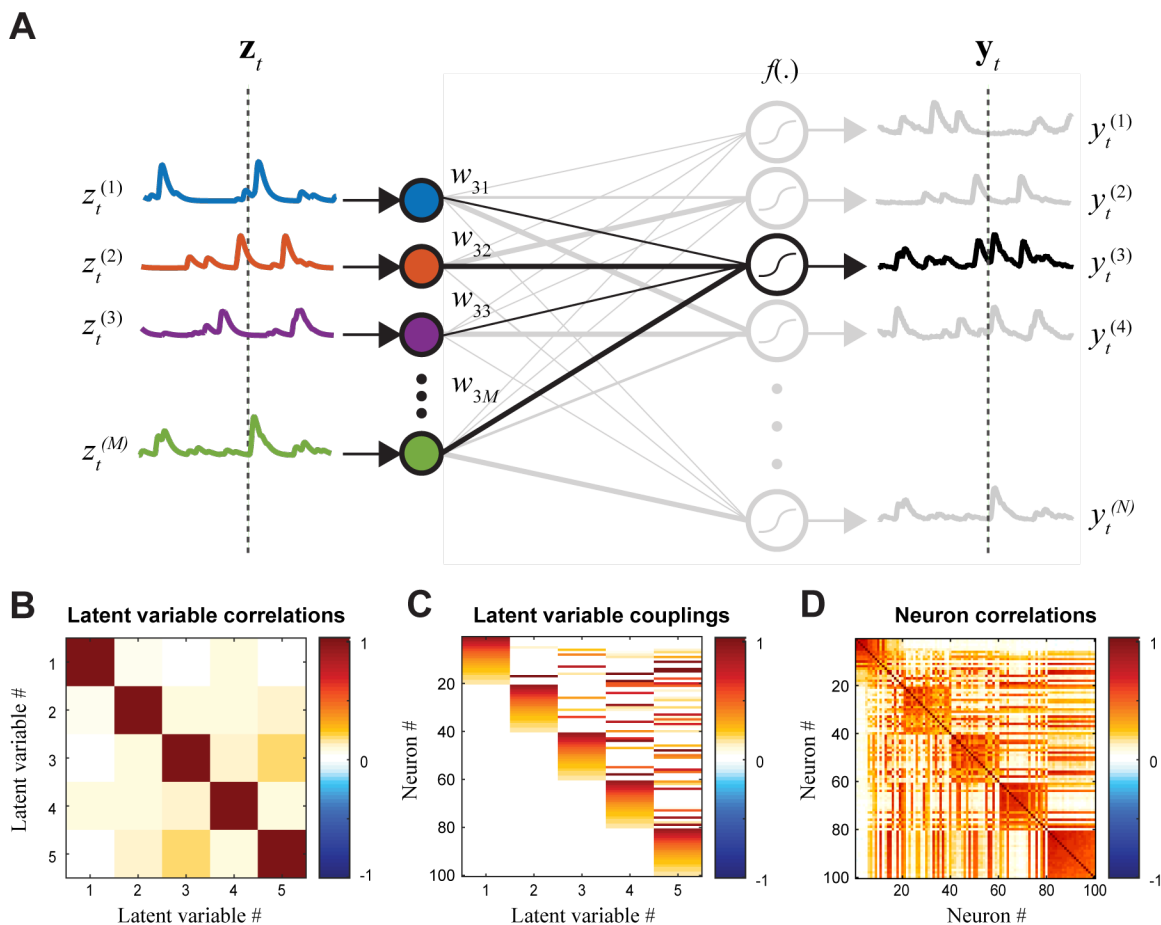 A
z_t
y_t
f(.)
z_t^(1)
w_31
y_t^(1)
z_t^(2)
w_32
y_t^(2)
z_t^(3)
w_33
y_t^(3)
w_3M
y_t^(4)
z_t^(M)
y_t^(N)
B
Latent variable correlations
Latent variable #
1
2
3
4
5
1 2 3 4 5
Latent variable #
1
0
-1
C
Latent variable couplings
Neuron #
20
40
60
80
100
1 2 3 4 5
Latent variable #
1
0
-1
D
Neuron correlations
Neuron #
20
40
60
80
100
20 40 60 80 100
Neuron #
1
0
-1